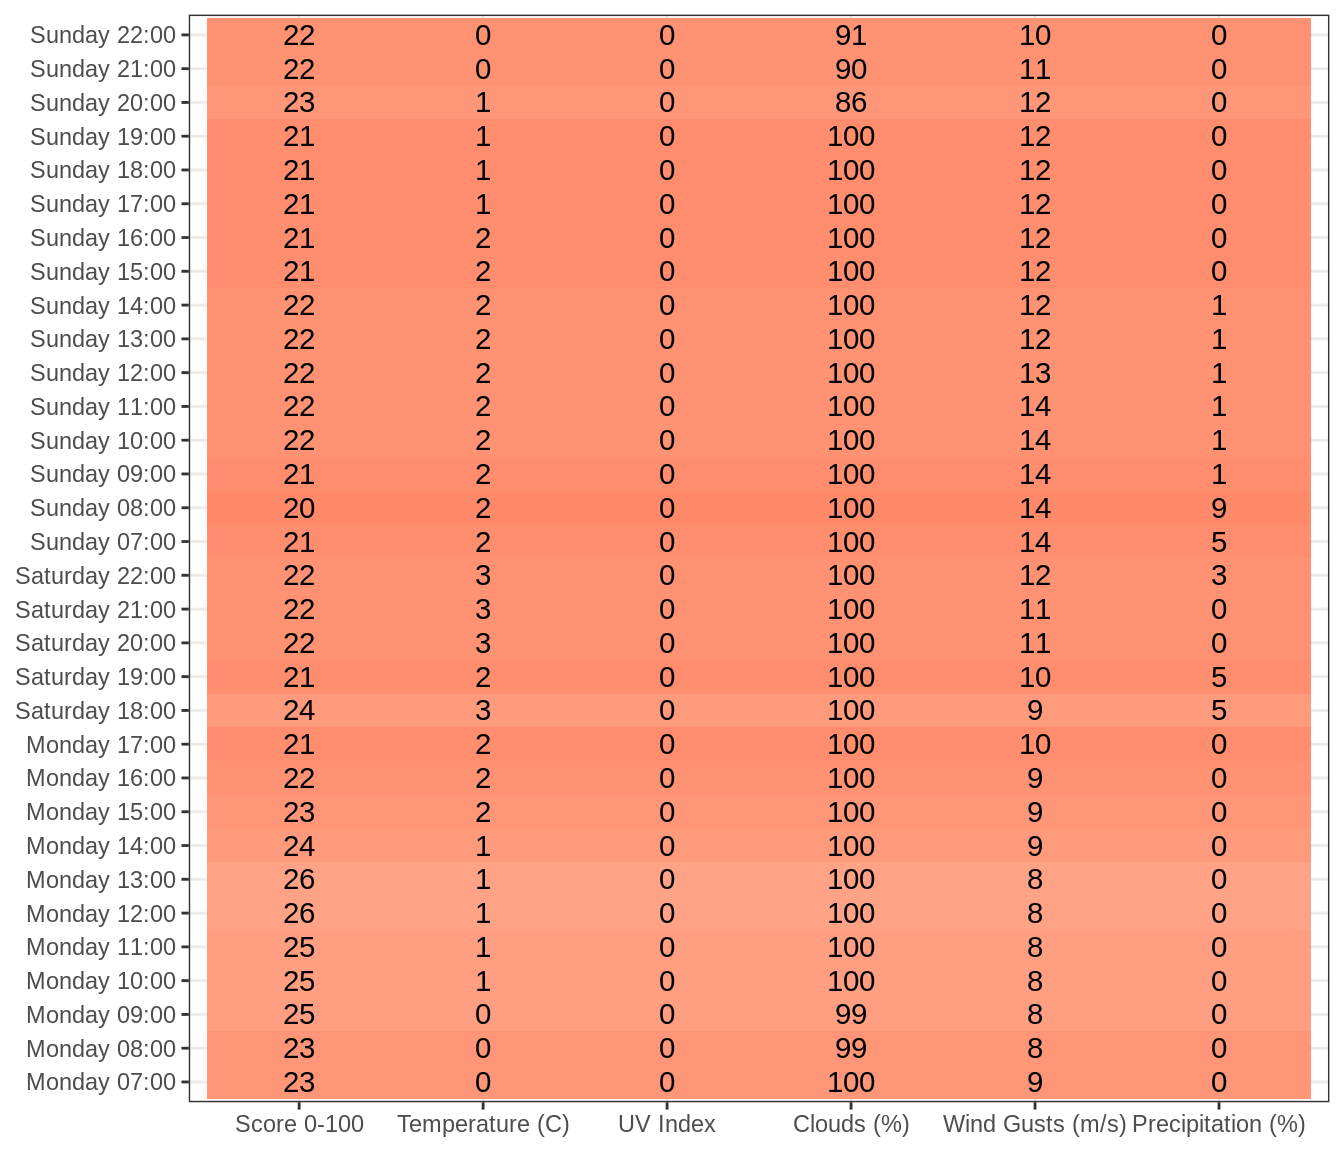 Sunday 22:00 22 0 0 91 10 0
Sunday 21:00 22 0 0 90 11 0
Sunday 20:00 23 1 0 86 12 0
Sunday 19:00 21 1 0 100 12 0
Sunday 18:00 21 1 0 100 12 0
Sunday 17:00 21 1 0 100 12 0
Sunday 16:00 21 2 0 100 12 0
Sunday 15:00 21 2 0 100 12 0
Sunday 14:00 22 2 0 100 12 1
Sunday 13:00 22 2 0 100 12 1
Sunday 12:00 22 2 0 100 13 1
Sunday 11:00 22 2 0 100 14 1
Sunday 10:00 22 2 0 100 14 1
Sunday 09:00 21 2 0 100 14 1
Sunday 08:00 20 2 0 100 14 9
Sunday 07:00 21 2 0 100 14 5
Saturday 22:00 22 3 0 100 12 3
Saturday 21:00 22 3 0 100 11 0
Saturday 20:00 22 3 0 100 11 0
Saturday 19:00 21 2 0 100 10 5
Saturday 18:00 24 3 0 100 9 5
Monday 17:00 21 2 0 100 10 0
Monday 16:00 22 2 0 100 9 0
Monday 15:00 23 2 0 100 9 0
Monday 14:00 24 1 0 100 9 0
Monday 13:00 26 1 0 100 8 0
Monday 12:00 26 1 0 100 8 0
Monday 11:00 25 1 0 100 8 0
Monday 10:00 25 1 0 100 8 0
Monday 09:00 25 0 0 99 8 0
Monday 08:00 23 0 0 99 8 0
Monday 07:00 23 0 0 100 9 0
Score 0-100 Temperature (C) UV Index Clouds (%) Wind Gusts (m/s) Precipitation (%)